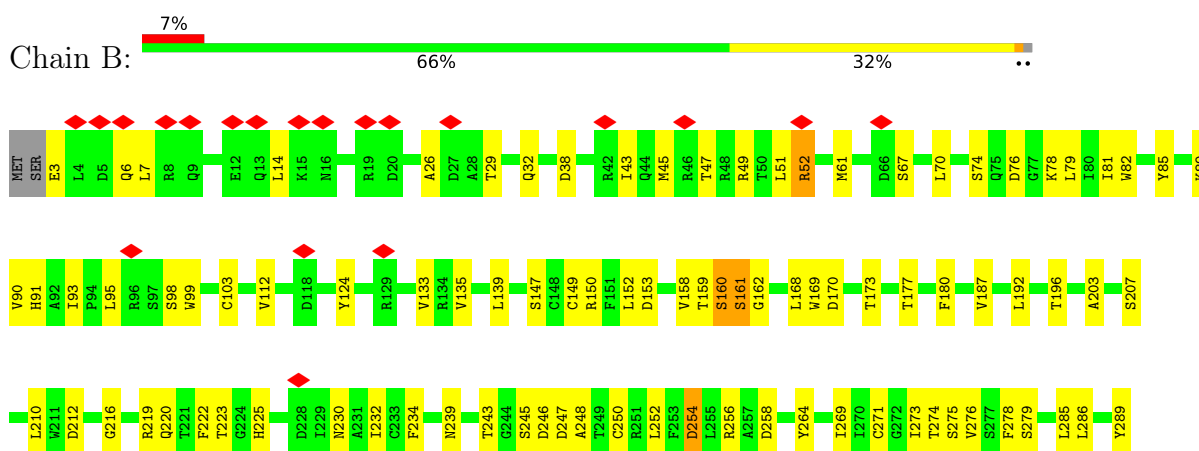 7%
Chain B:
66% 32% ..
MET SER E3 L4 D5 Q6 L7 R8 Q9 E12 Q13 L14 K15 N16 R19 D20 A26 D27 A28 T29 Q32 D38 R42 I43 Q44 M45 R46 T47 R48 R49 T50 L51 R52 M61 D66 S67 L70 S74 Q75 D76 G77 K78 L79 I80 I81 W82 Y85
V90 H91 A92 I93 P94 L95 R96 S97 S98 W99 C103 V112 D118 Y124 R129 V133 R134 V135 L139 S147 C148 C149 R150 F151 L152 D153 V158 T159 S160 S161 G162 L168 W169 D170 T173 T177 F180 V187 L192 T196 A203 S207
L210 W211 D212 G216 R219 Q220 T221 F222 T223 G224 H225 D228 I229 N230 A231 I232 C233 F234 N239 T243 G244 S245 D246 D247 A248 T249 C250 R251 L252 F253 D254 L255 R256 A257 D258 Y264 I269 I270 C271 G272 I273 T274 S275 V276 S277 F278 S279 L285 L286 Y289